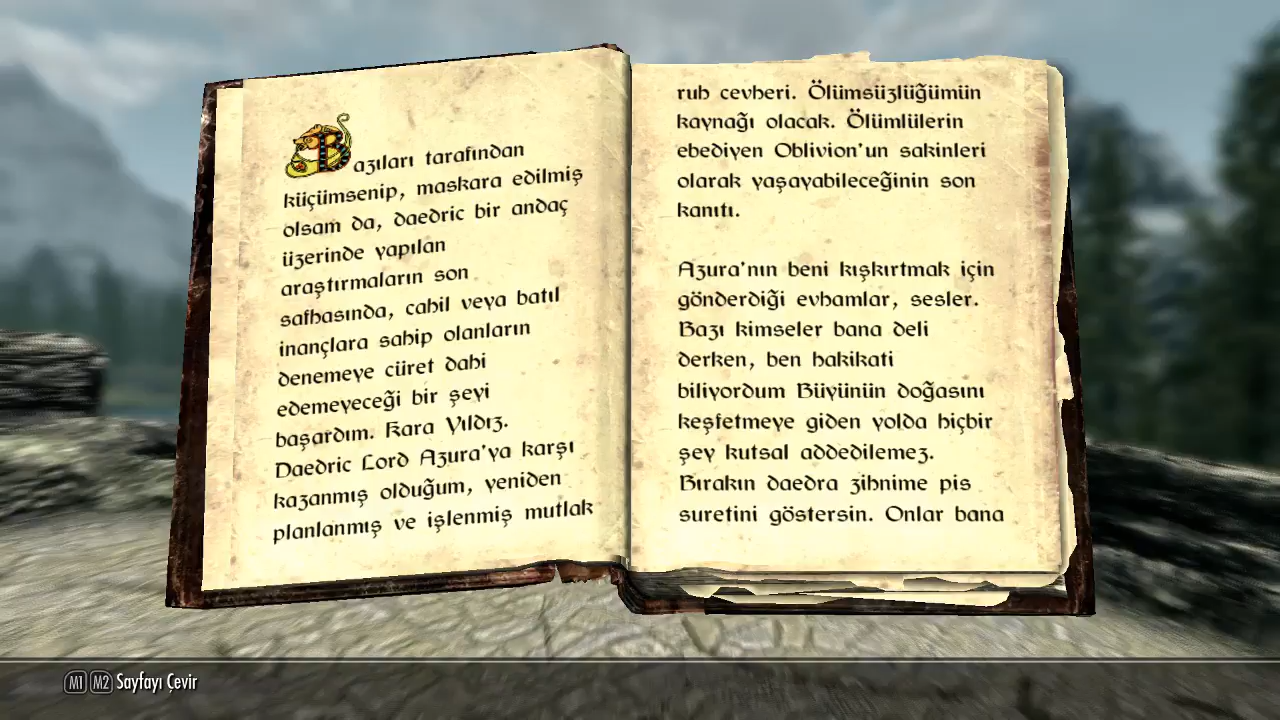 Bazıları tarafından
küçümsenip, maskara edilmiş
olsam da, daedric bir andaç
üzerinde yapılan
araştırmaların son
safhasında, cahil veya batıl
inançlara sahip olanların
denemeye cüret dahi
edemeyeceği bir şeyi
başardım. Kara Yıldız.
Daedric Lord Azura'ya karşı
kazanmış olduğum, yeniden
planlanmış ve işlenmiş mutlak
ruh cevheri. Ölümsüzlüğümün
kaynağı olacak. Ölümlülerin
ebediyen Oblivion'un sakinleri
olarak yaşayabileceğinin son
kanıtı.
Azura'nın beni kışkırtmak için
gönderdiği evhamlar, sesler.
Bazı kimseler bana deli
derken, ben hakikati
biliyordum Büyünün doğasını
keşfetmeye giden yolda hiçbir
şey kutsal addedilemez.
Bırakın daedra zihnime pis
suretini göstersin. Onlar bana
M1 M2 Sayfayı Çevir